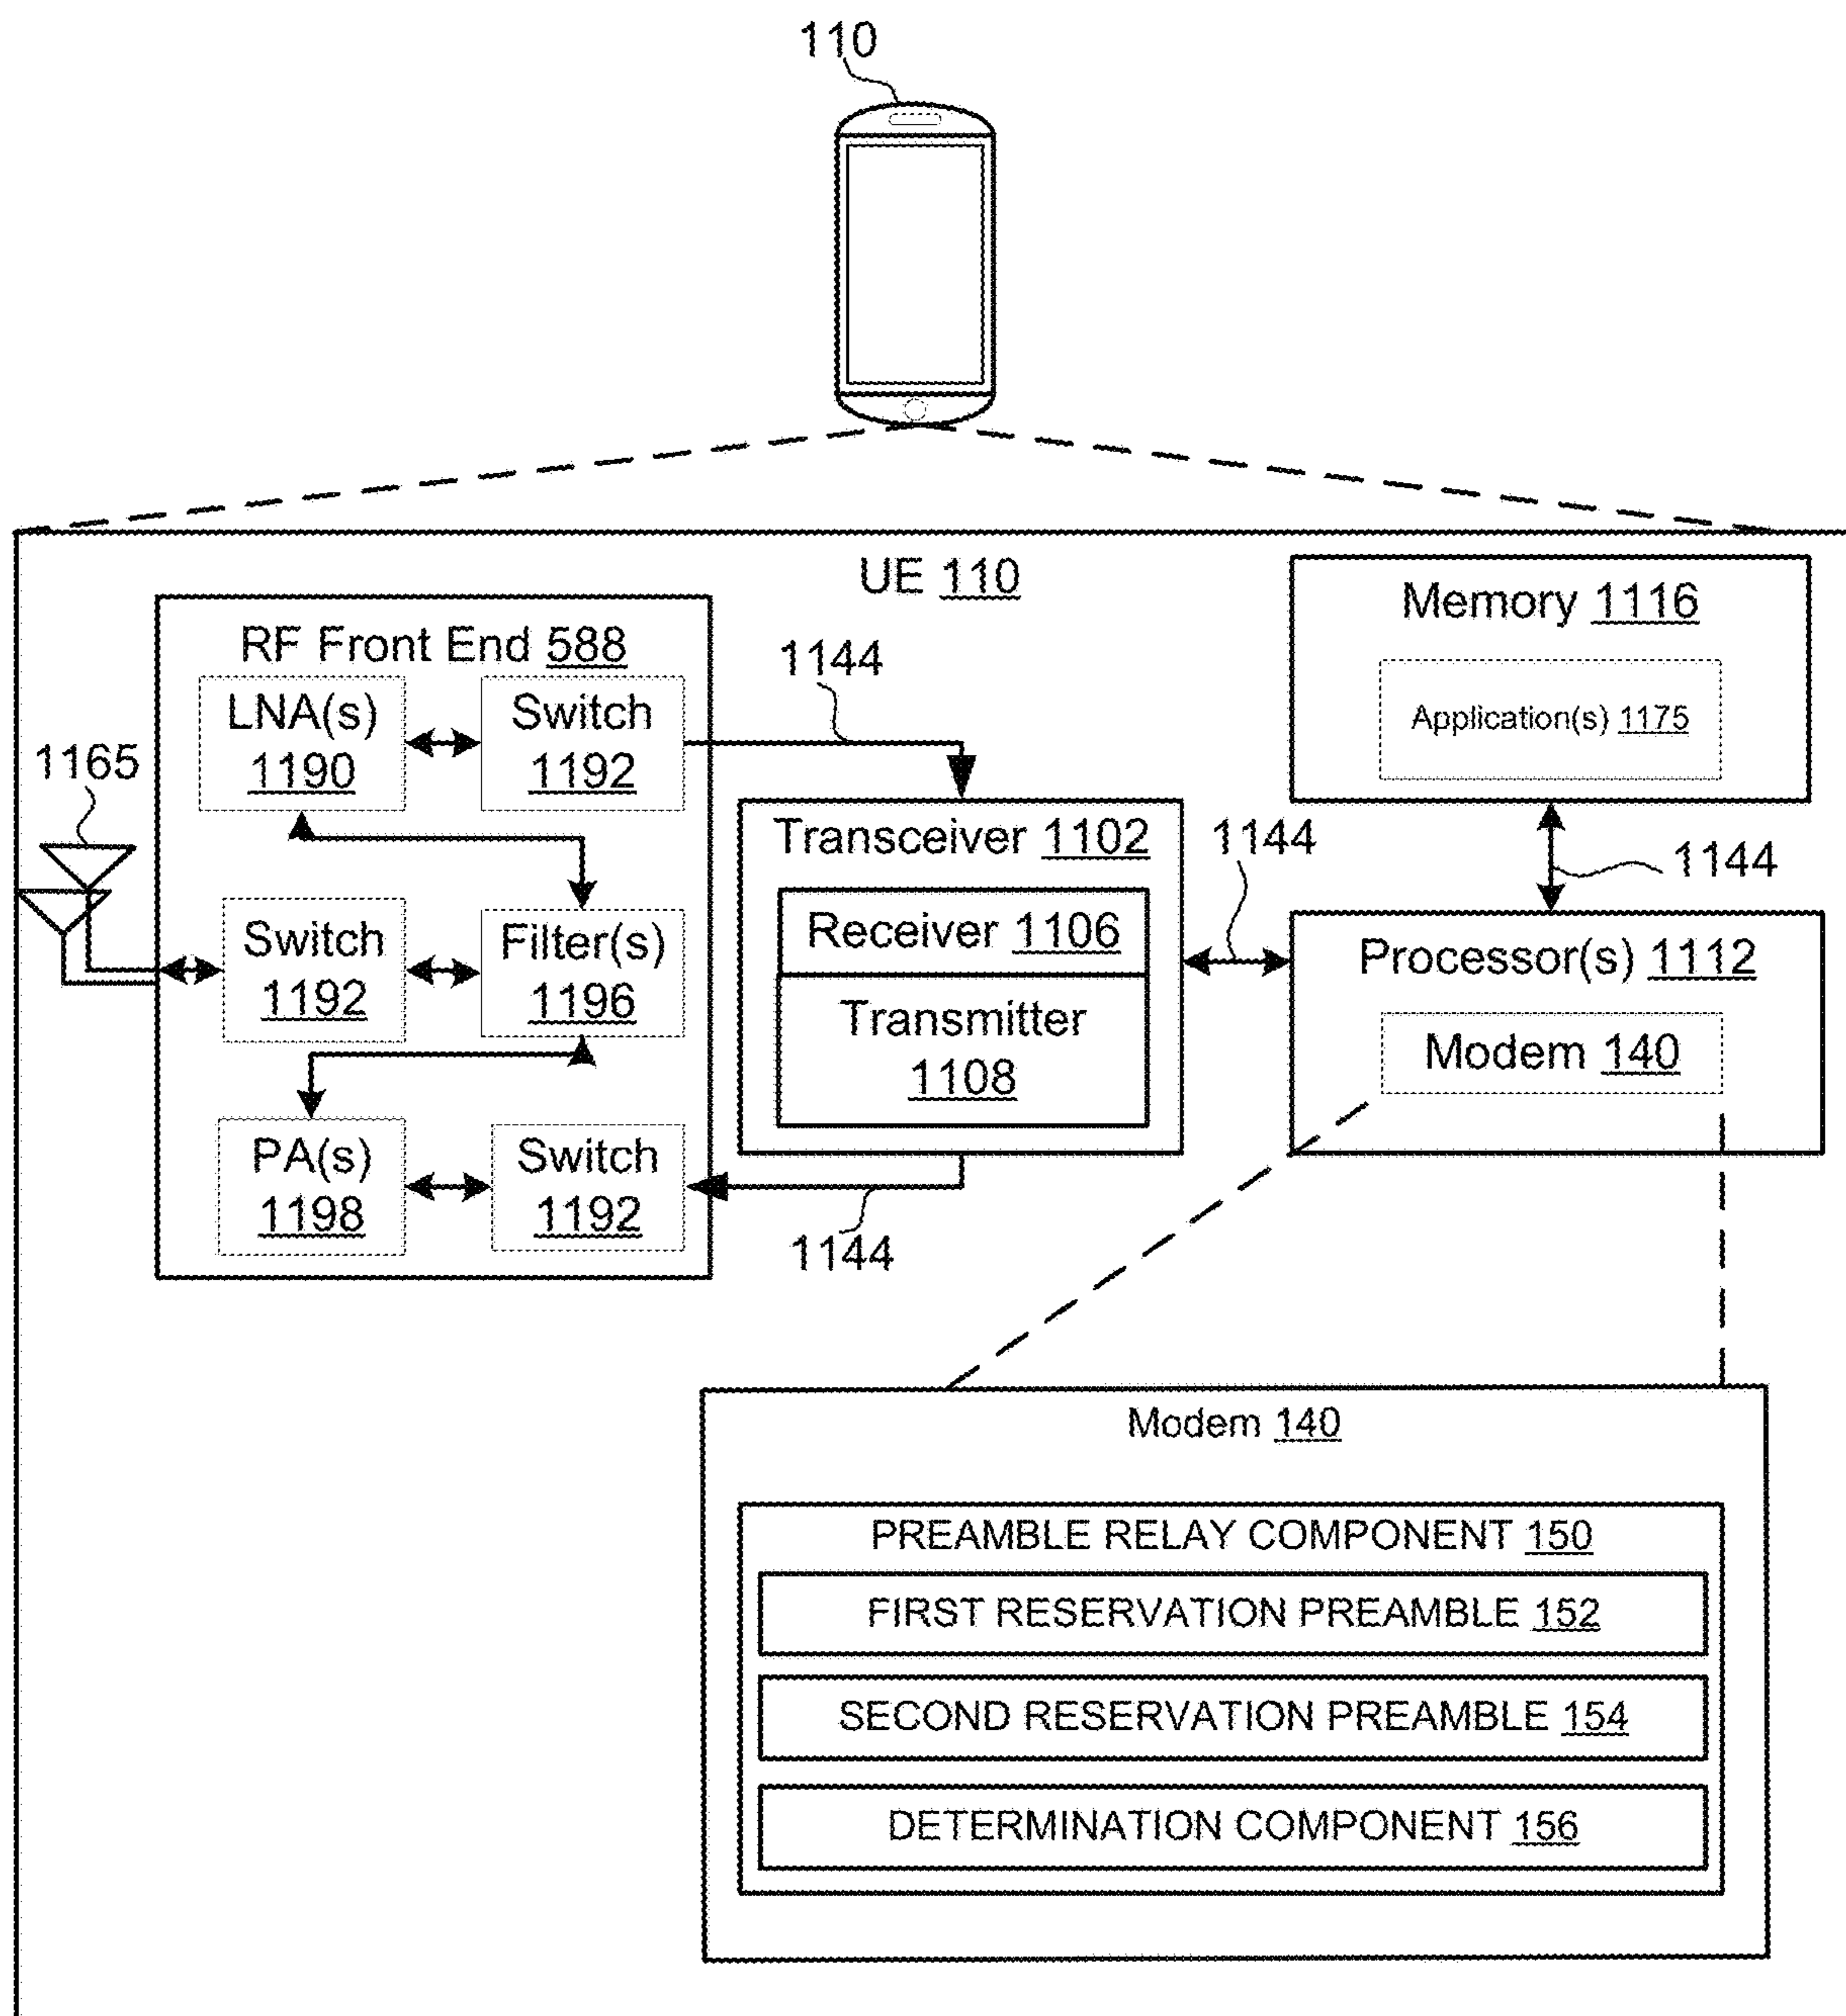 110
UE 110
RF Front End 588
LNA(s)
1190
Switch
1192
1144
Memory 1116
Application(s) 1175
1165
Transceiver 1102
Receiver 1106
Transmitter
1108
1144
1144
Switch
1192
Filter(s)
1196
Processor(s) 1112
Modem 140
PA(s)
1198
Switch
1192
1144
Modem 140
PREAMBLE RELAY COMPONENT 150
FIRST RESERVATION PREAMBLE 152
SECOND RESERVATION PREAMBLE 154
DETERMINATION COMPONENT 156